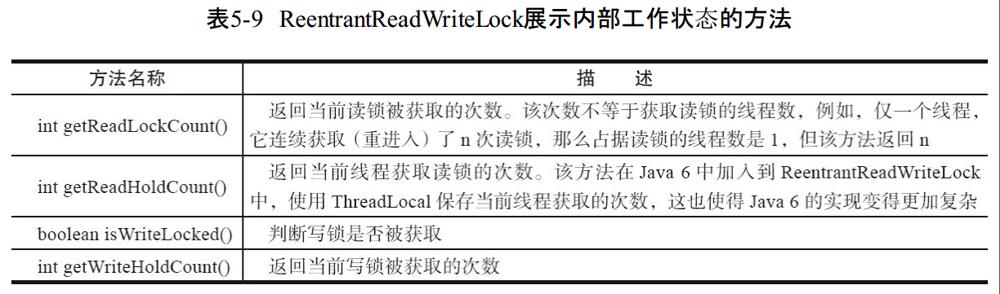 表5-9 ReentrantReadWriteLock展示内部工作状态的方法
方法名称 描 述
int getReadLockCount() 返回当前读锁被获取的次数。该次数不等于获取读锁的线程数，例如，仅一个线程，
它连续获取（重进入）了 n 次读锁，那么占据读锁的线程数是 1，但该方法返回 n
int getReadHoldCount() 返回当前线程获取读锁的次数。该方法在 Java 6 中加入到 ReentrantReadWriteLock
中，使用 ThreadLocal 保存当前线程获取的次数，这也使得 Java 6 的实现变得更加复杂
boolean isWriteLocked() 判断写锁是否被获取
int getWriteHoldCount() 返回当前写锁被获取的次数